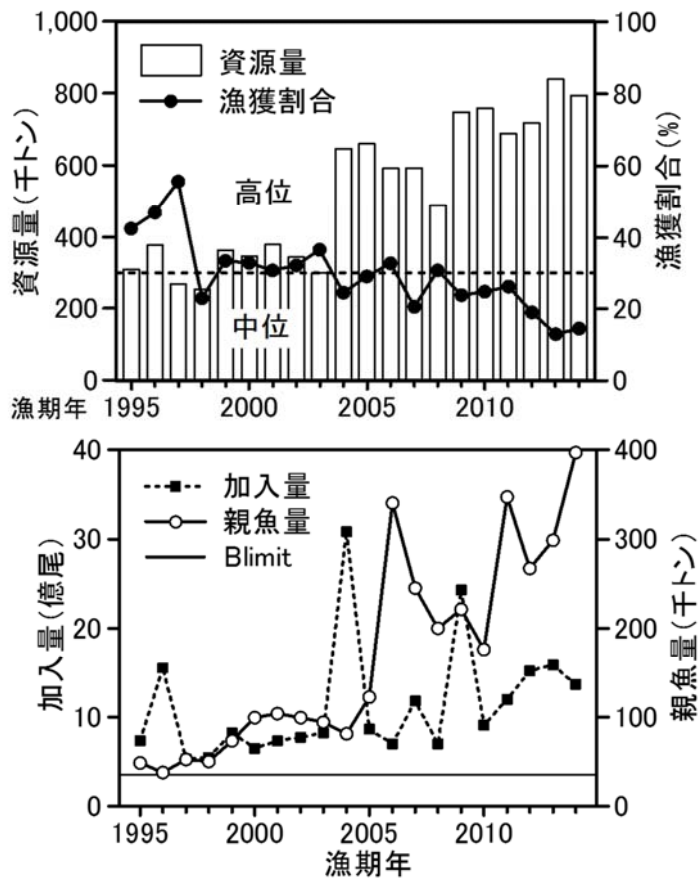 1,000
800
600
400
200
0
資源量(千トン)
資源量
漁獲割合
高位
中位
100
80
60
40
20
0
漁獲割合(%)
漁期年
1995
2000
2005
2010
40
30
20
10
0
加入量(億尾)
加入量
親魚量
Blimit
400
300
200
100
0
親魚量(千トン)
1995
2000
2005
2010
漁期年